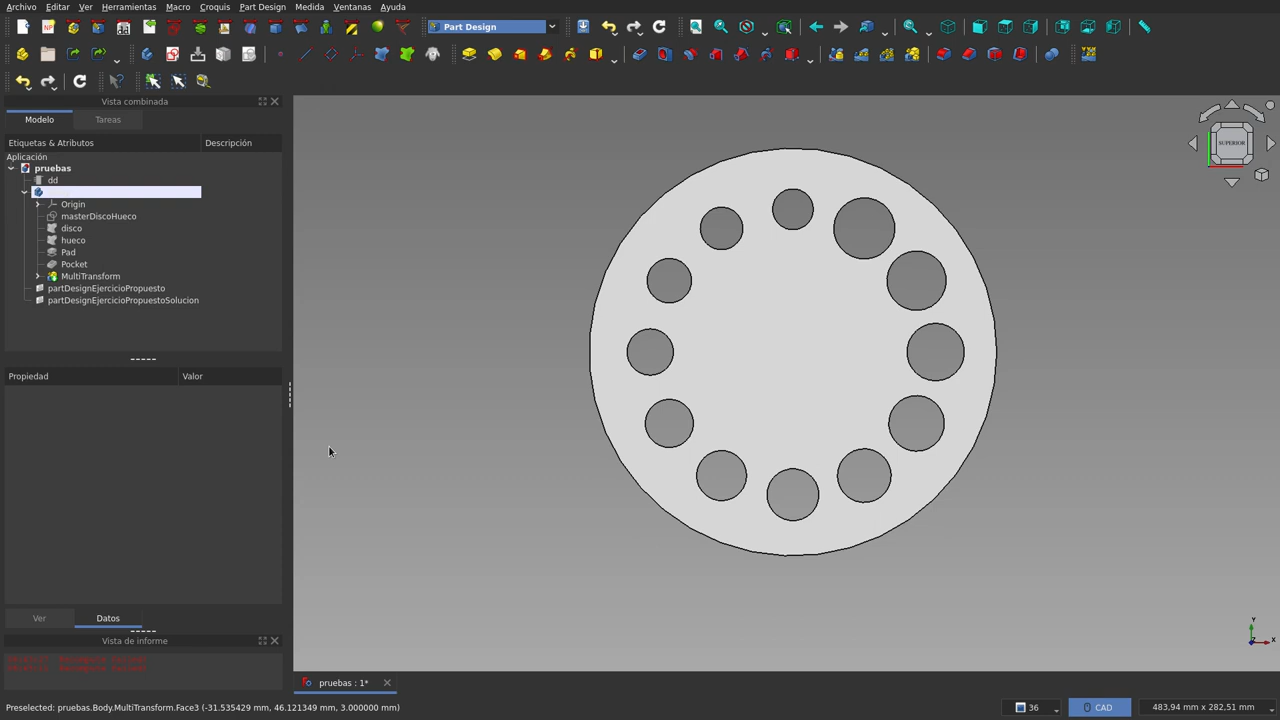 Archivo Editar Ver Herramientas Macro Croquis Part Design Medida Ventanas Ayuda
Part Design
Vista combinada
Modelo Tareas
Etiquetas & Atributos Descripción
Aplicación
pruebas
dd
Origin
masterDiscoHueco
disco
hueco
Pad
Pocket
MultiTransform
partDesignEjercicioPropuesto
partDesignEjercicioPropuestoSolucion
SUPERIOR
Propiedad Valor
Ver Datos
Vista de informe
Y
X
pruebas : 1*
Preselected: pruebas.Body.MultiTransform.Face3 (-31.535429 mm, 46.121349 mm, 3.000000 mm)
36 CAD 483,94 mm x 282,51 mm